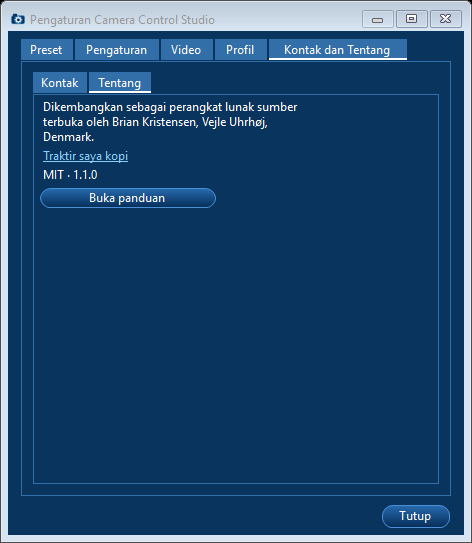 Pengaturan Camera Control Studio
Preset Pengaturan Video Profil Kontak dan Tentang
Kontak Tentang
Dikembangkan sebagai perangkat lunak sumber
terbuka oleh Brian Kristensen, Vejle Uhrhøj,
Denmark.
Traktir saya kopi
MIT · 1.1.0
Buka panduan
Tutup